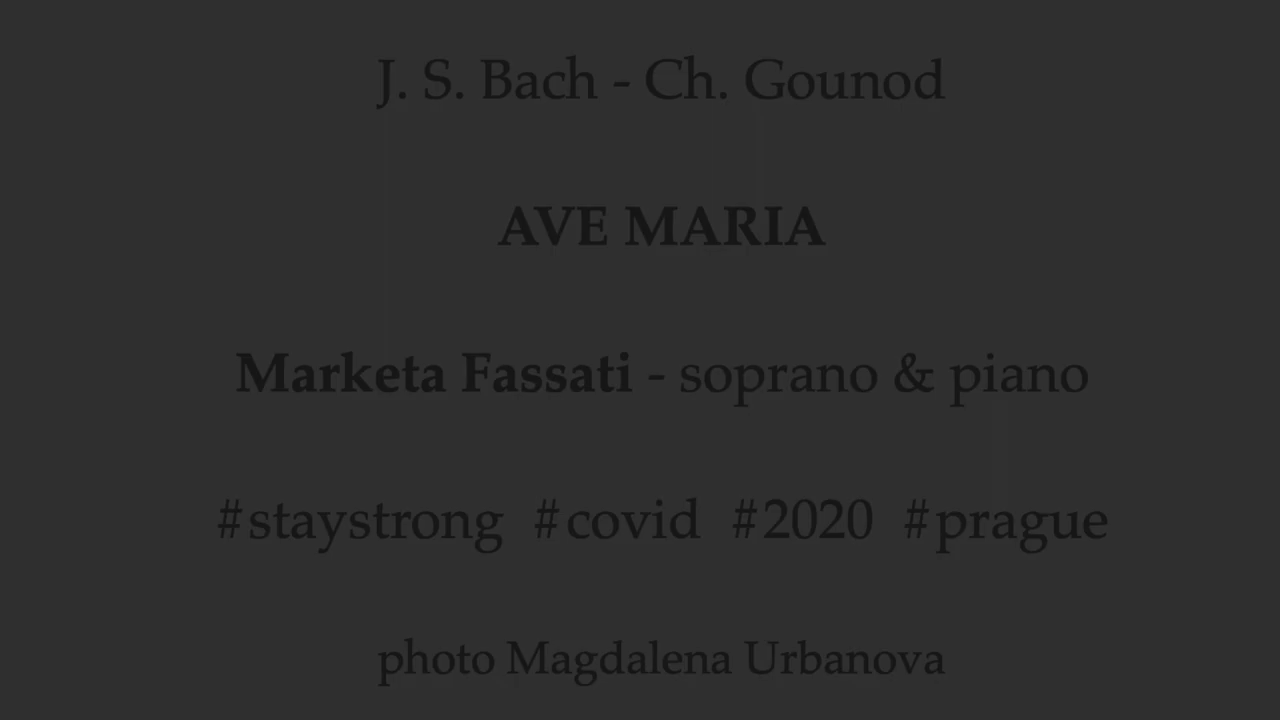 J. S. Bach - Ch. Gounod
AVE MARIA
Marketa Fassati - soprano & piano
#staystrong #covid #2020 #prague
photo Magdalena Urbanova